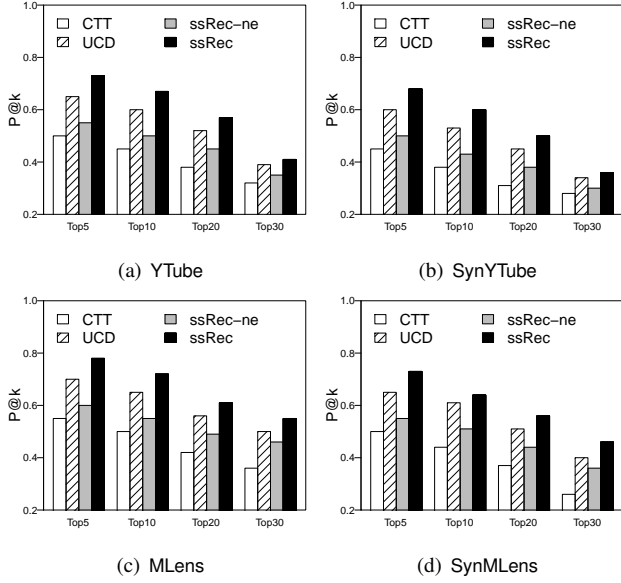 1.0
0.8
0.6
0.4
0.2
P@k
CTT
UCD
ssRec−ne
ssRec
Top5 Top10 Top20 Top30
(a) YTube
1.0
0.8
0.6
0.4
0.2
P@k
CTT
UCD
ssRec−ne
ssRec
Top5 Top10 Top20 Top30
(b) SynYTube
1.0
0.8
0.6
0.4
0.2
P@k
CTT
UCD
ssRec−ne
ssRec
Top5 Top10 Top20 Top30
(c) MLens
1.0
0.8
0.6
0.4
0.2
P@k
CTT
UCD
ssRec−ne
ssRec
Top5 Top10 Top20 Top30
(d) SynMLens